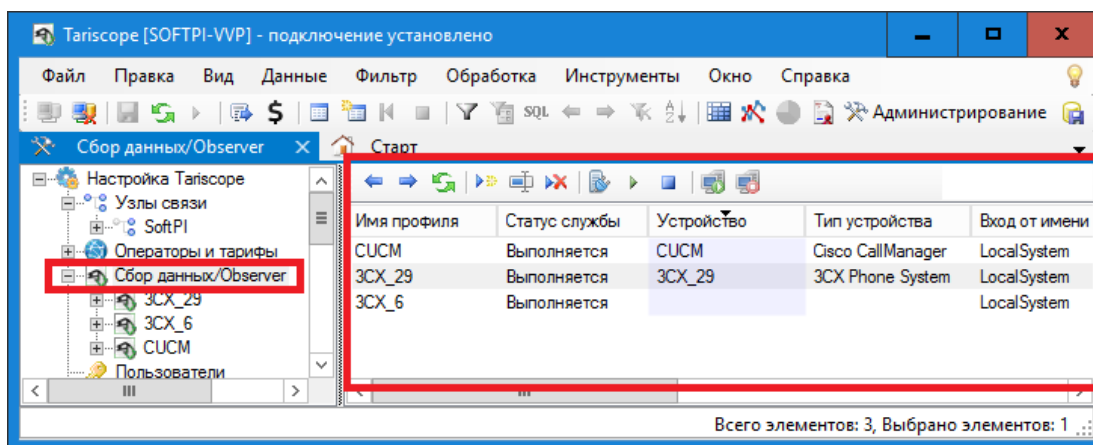 Tariscope [SOFTPI-VVP] - подключение установлено
Файл Правка Вид Данные Фильтр Обработка Инструменты Окно Справка
$ SQL Администрирование
Сбор данных/Observer Старт
Настройка Tariscope
Узлы связи
SoftPI
Операторы и тарифы
Сбор данных/Observer
3CX_29
3CX_6
CUCM
Пользователи
Имя профиля Статус службы Устройство Тип устройства Вход от имени
CUCM Выполняется CUCM Cisco CallManager LocalSystem
3CX_29 Выполняется 3CX_29 3CX Phone System LocalSystem
3CX_6 Выполняется LocalSystem
Всего элементов: 3, Выбрано элементов: 1